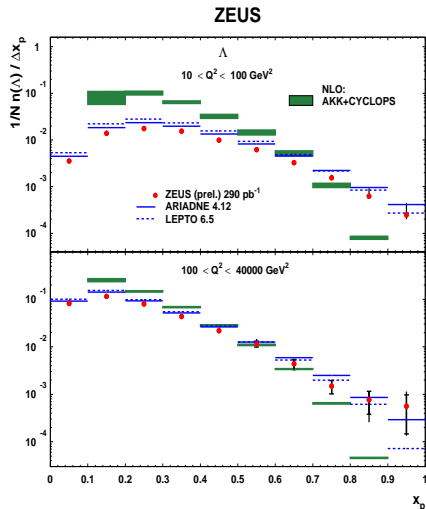 ZEUS
Λ
10 < Q² < 100 GeV²
NLO:
AKK+CYCLOPS
1/N n(Λ) / Δx_p
1
10⁻¹
10⁻²
10⁻³
10⁻⁴
ZEUS (prel.) 290 pb⁻¹
ARIADNE 4.12
LEPTO 6.5
100 < Q² < 40000 GeV²
1
10⁻¹
10⁻²
10⁻³
10⁻⁴
0 0.1 0.2 0.3 0.4 0.5 0.6 0.7 0.8 0.9 1
x_p